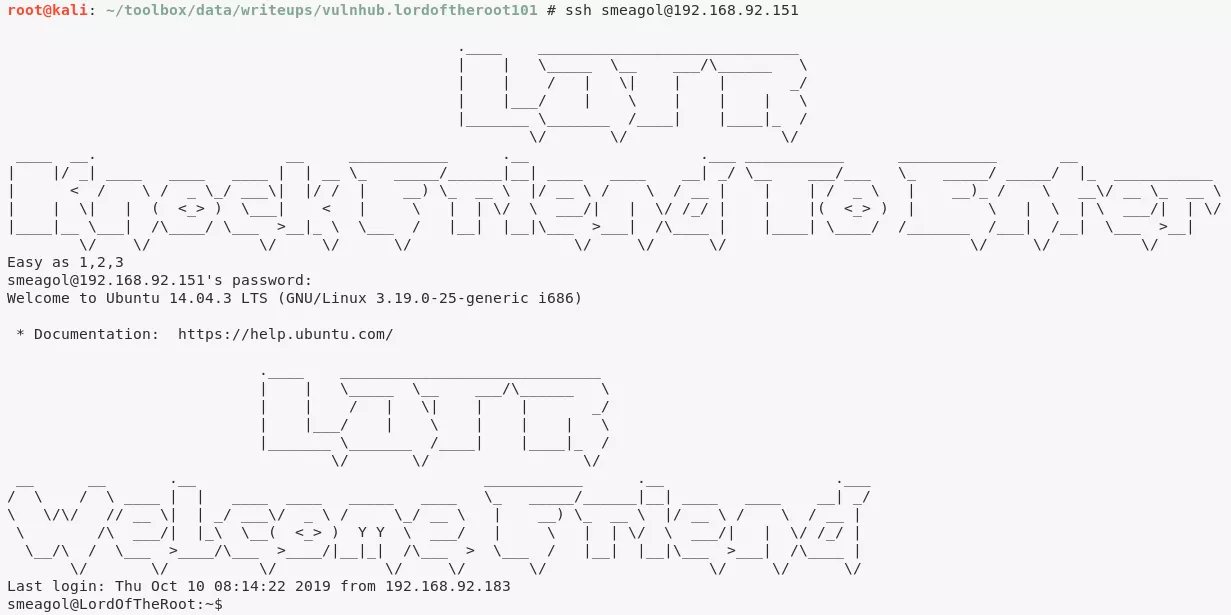 root@kali: ~/toolbox/data/writeups/vulnhub.lordoftheroot101 # ssh smeagol@192.168.92.151
LOTR
Knock Friend To Enter
Easy as 1,2,3
smeagol@192.168.92.151's password:
Welcome to Ubuntu 14.04.3 LTS (GNU/Linux 3.19.0-25-generic i686)
* Documentation:  https://help.ubuntu.com/
LOTR
Welcome Friend
Last login: Thu Oct 10 08:14:22 2019 from 192.168.92.183
smeagol@LordOfTheRoot:~$